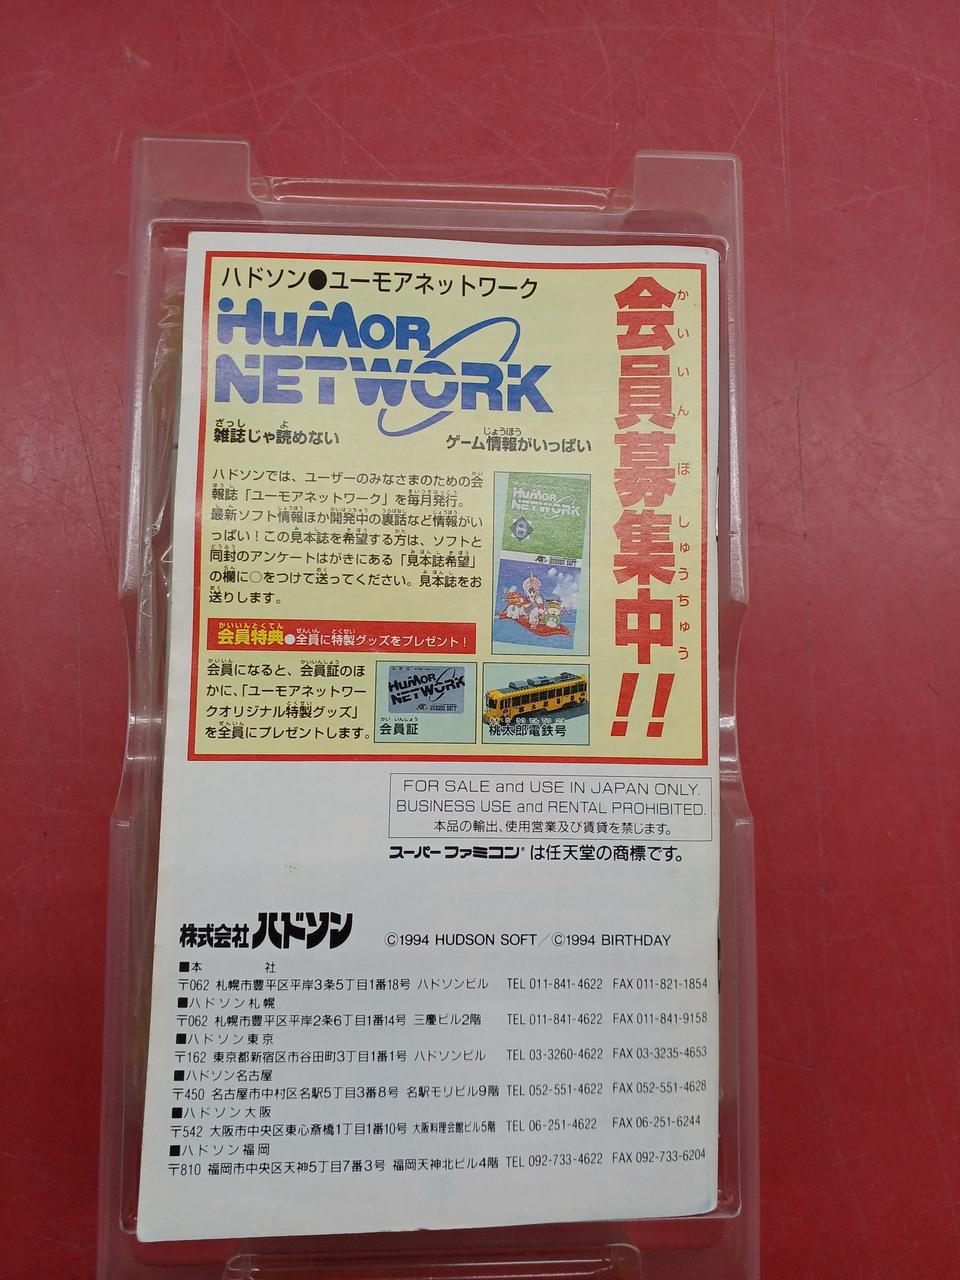 ハドソン●ユーモアネットワーク
HuMOR
NETWORK
雑誌じゃ読めない
ゲーム情報がいっぱい
会員募集中!!
かいいんぼしゅうちゅう
ハドソンでは、ユーザーのみなさまのための会
報誌「ユーモアネットワーク」を毎月発行。
最新ソフト情報ほか開発中の裏話など情報がい
っぱい!この見本誌を希望する方は、ソフトと
同封のアンケートはがきにある「見本誌希望」
の欄に○をつけて送ってください。見本誌をお
送りします。
HuMOR
NETWORK
会員特典●全員に特製グッズをプレゼント!
会員になると、会員証のほ
かに、「ユーモアネットワー
クオリジナル特製グッズ」
を全員にプレゼントします。
HuMOR
NETWORK
会員証
桃太郎電鉄号
FOR SALE and USE IN JAPAN ONLY.
BUSINESS USE and RENTAL PROHIBITED.
本品の輸出、使用営業及び賃貸を禁じます。
スーパーファミコン®は任天堂の商標です。
株式会社ハドソン
©1994 HUDSON SOFT/©1994 BIRTHDAY
■本社
〒062 札幌市豊平区平岸3条5丁目1番18号 ハドソンビル TEL 011-841-4622 FAX 011-821-1854
■ハドソン札幌
〒062 札幌市豊平区平岸2条6丁目1番14号 三慶ビル2階 TEL 011-841-4622 FAX 011-841-9158
■ハドソン東京
〒162 東京都新宿区市谷田町3丁目1番1号 ハドソンビル TEL 03-3260-4622 FAX 03-3235-4653
■ハドソン名古屋
〒450 名古屋市中村区名駅5丁目3番8号 名駅モリビル9階 TEL 052-551-4622 FAX 052-551-4628
■ハドソン大阪
〒542 大阪市中央区東心斎橋1丁目1番10号 大阪料理会館ビル5階 TEL 06-251-4622 FAX 06-251-6244
■ハドソン福岡
〒810 福岡市中央区天神5丁目7番3号 福岡天神北ビル4階 TEL 092-733-4622 FAX 092-733-6204